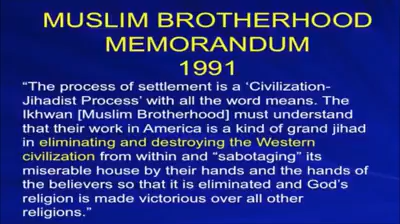 MUSLIM BROTHERHOOD
MEMORANDUM
1991
“The process of settlement is a ‘Civilization-
Jihadist Process’ with all the word means. The
Ikhwan [Muslim Brotherhood] must understand
that their work in America is a kind of grand jihad
in eliminating and destroying the Western
civilization from within and “sabotaging” its
miserable house by their hands and the hands of
the believers so that it is eliminated and God’s
religion is made victorious over all other
religions.”